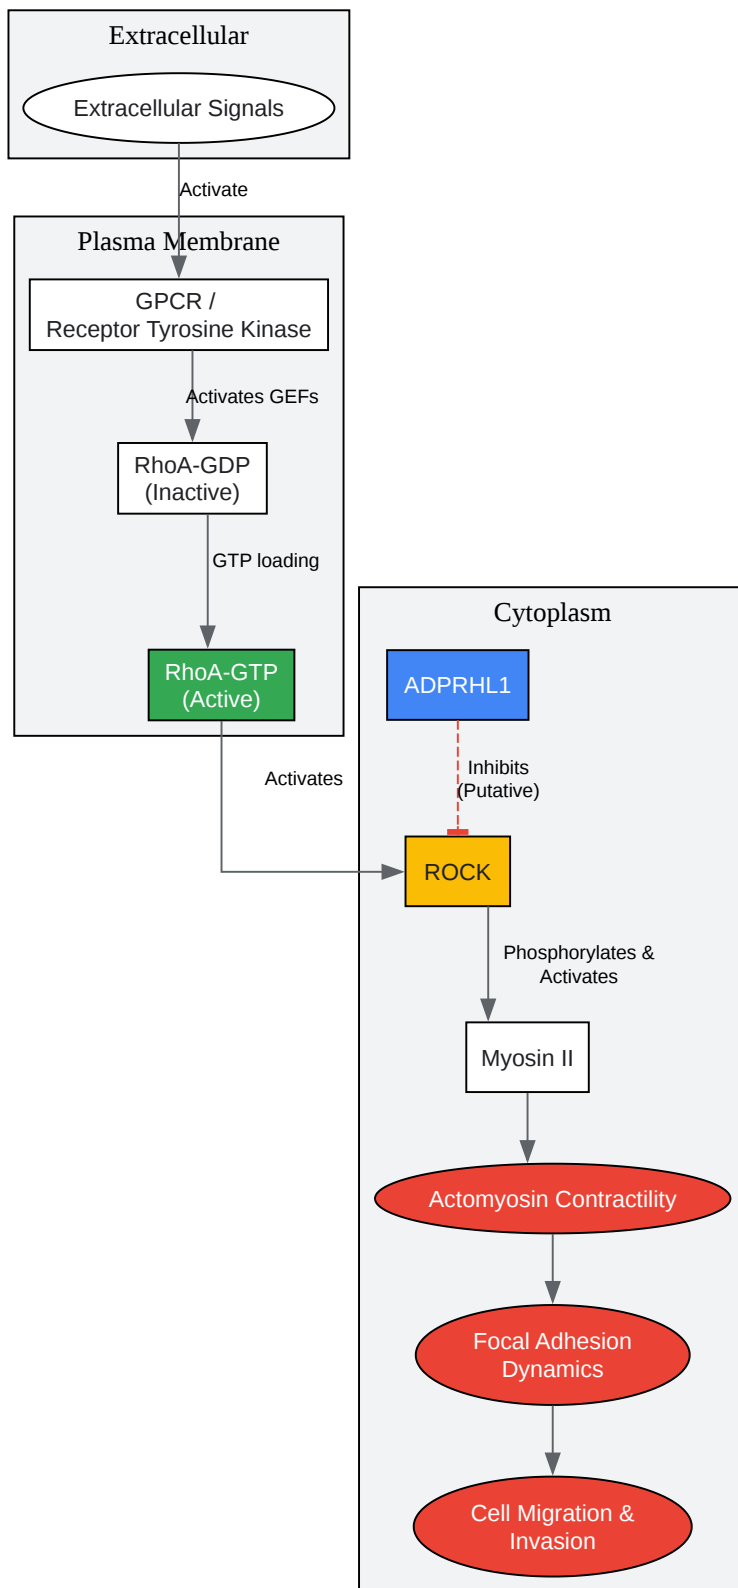 Extracellular
Extracellular Signals
Activate
Plasma Membrane
GPCR /
Receptor Tyrosine Kinase
Activates GEFs
RhoA-GDP
(Inactive)
GTP loading
RhoA-GTP
(Active)
Activates
Cytoplasm
ADPRHL1
Inhibits
(Putative)
ROCK
Phosphorylates &
Activates
Myosin II
Actomyosin Contractility
Focal Adhesion
Dynamics
Cell Migration &
Invasion